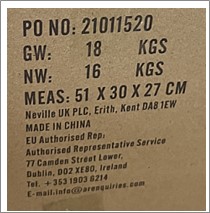 PO NO: 21011520
GW: 18 KGS
NW: 16 KGS
MEAS: 51 X 30 X 27 CM
Neville UK PLC, Erith, Kent DA8 1EW
MADE IN CHINA
EU Authorised Rep:
Authorised Representative Service
77 Camden Street Lower,
Dublin, D02 XE80, Ireland
Tel. + 353 1903 6214
E-mail.info@arenquiries.com